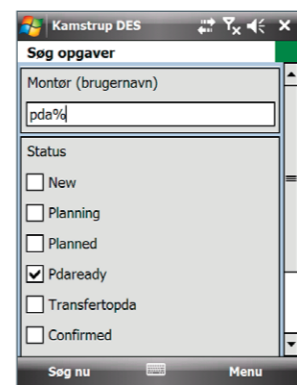 Kamstrup DES
Søg opgaver
Montør (brugernavn)
pda%
Status
New
Planning
Planned
Pdaready
Transfertopda
Confirmed
Søg nu Menu